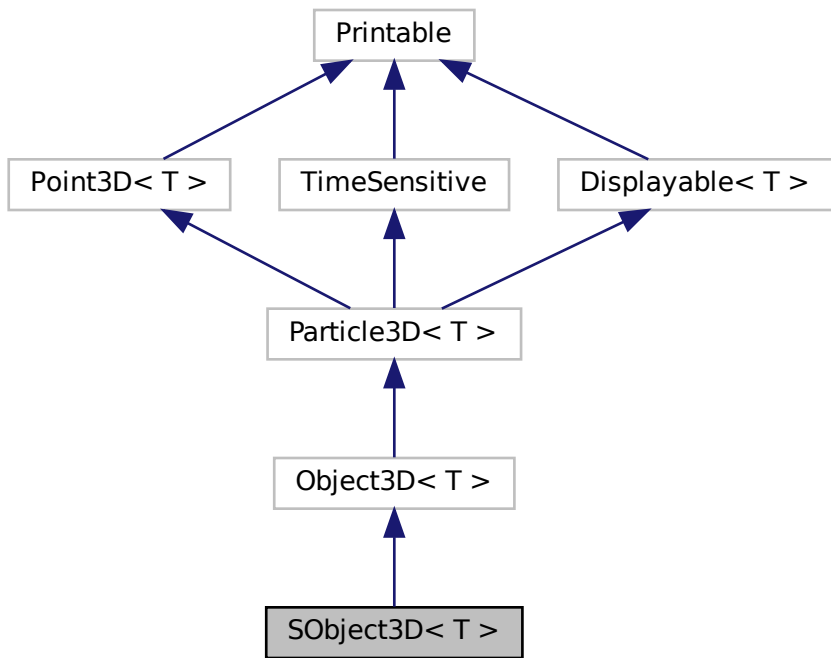 Printable
Point3D< T >
TimeSensitive
Displayable< T >
Particle3D< T >
Object3D< T >
SObject3D< T >